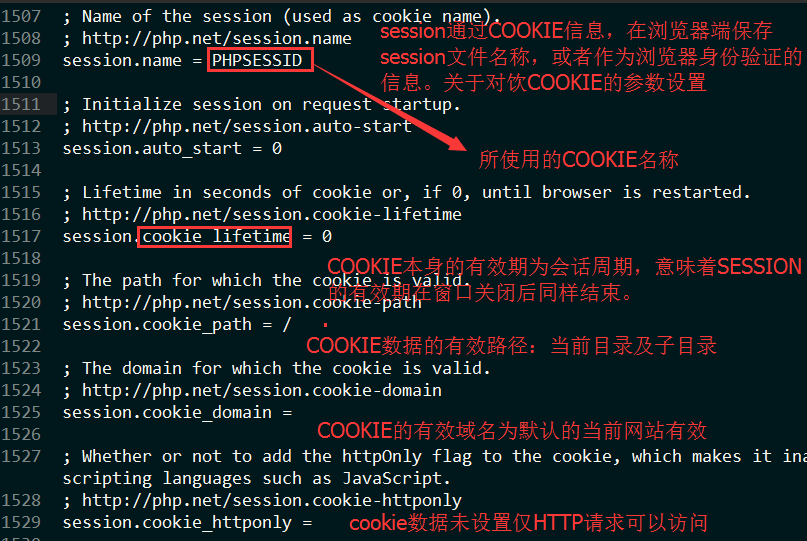 1507 ; Name of the session (used as cookie name).
session通过COOKIE信息，在浏览器端保存
1508 ; http://php.net/session.name
session文件名称，或者作为浏览器身份验证的
1509 session.name = PHPSESSID
信息。关于对饮COOKIE的参数设置
1510
1511 ; Initialize session on request startup.
1512 ; http://php.net/session.auto-start
1513 session.auto_start = 0
所使用的COOKIE名称
1514
1515 ; Lifetime in seconds of cookie or, if 0, until browser is restarted.
1516 ; http://php.net/session.cookie-lifetime
1517 session.cookie_lifetime = 0
1518
COOKIE本身的有效期为会话周期，意味着SESSION
1519 ; The path for which the cookie is valid.
的有效期在窗口关闭后同样结束。
1520 ; http://php.net/session.cookie-path
1521 session.cookie_path = /
1522
COOKIE数据的有效路径：当前目录及子目录
1523 ; The domain for which the cookie is valid.
1524 ; http://php.net/session.cookie-domain
1525 session.cookie_domain =
1526
COOKIE的有效域名为默认的当前网站有效
1527 ; Whether or not to add the httpOnly flag to the cookie, which makes it ina
scripting languages such as JavaScript.
1528 ; http://php.net/session.cookie-httponly
1529 session.cookie_httponly =
cookie数据未设置仅HTTP请求可以访问